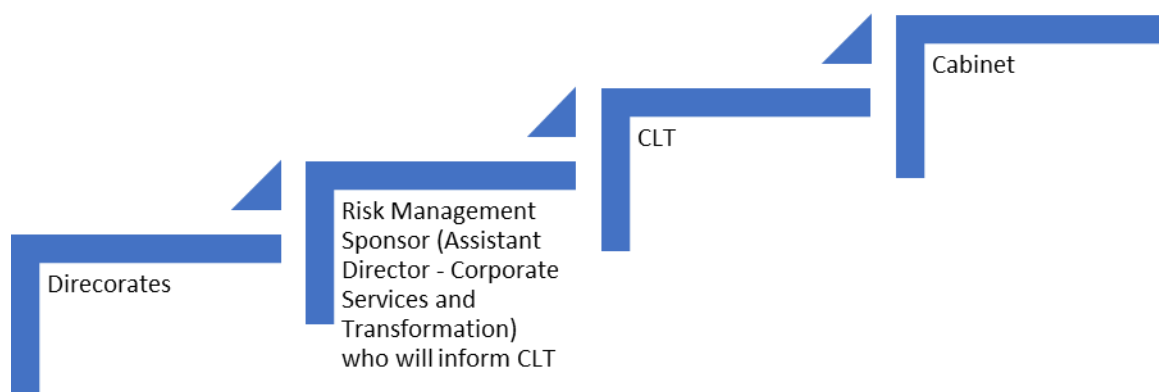 Direcorates
Risk Management
Sponsor (Assistant
Director - Corporate
Services and
Transformation)
who will inform CLT
CLT
Cabinet